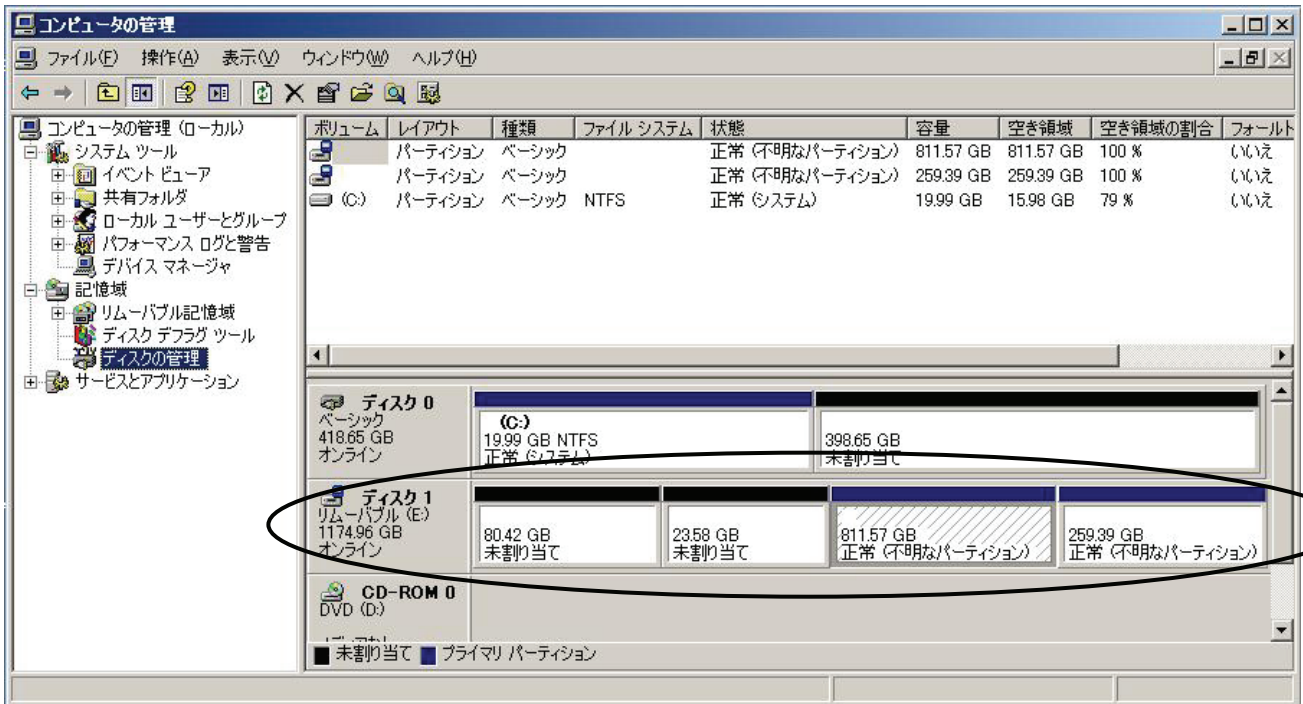 コンピュータの管理
ファイル(F) 操作(A) 表示(V) ウィンドウ(W) ヘルプ(H)
コンピュータの管理 (ローカル)
システム ツール
イベント ビューア
共有フォルダ
ローカル ユーザーとグループ
パフォーマンス ログと警告
デバイス マネージャ
記憶域
リムーバブル記憶域
ディスク デフラグ ツール
ディスクの管理
サービスとアプリケーション
ボリューム レイアウト 種類 ファイル システム 状態 容量 空き領域 空き領域の割合 フォールト
パーティション ベーシック 正常 (不明なパーティション) 811.57 GB 811.57 GB 100 % いいえ
パーティション ベーシック 正常 (不明なパーティション) 259.39 GB 259.39 GB 100 % いいえ
(C:) パーティション ベーシック NTFS 正常 (システム) 19.99 GB 15.98 GB 79 % いいえ
ディスク 0
ベーシック
418.65 GB
オンライン
(C:)
19.99 GB NTFS
正常 (システム)
398.65 GB
未割り当て
ディスク 1
リムーバブル (E:)
1174.96 GB
オンライン
80.42 GB
未割り当て
23.58 GB
未割り当て
811.57 GB
正常 (不明なパーティション)
259.39 GB
正常 (不明なパーティション)
CD-ROM 0
DVD (D:)
未割り当て プライマリ パーティション